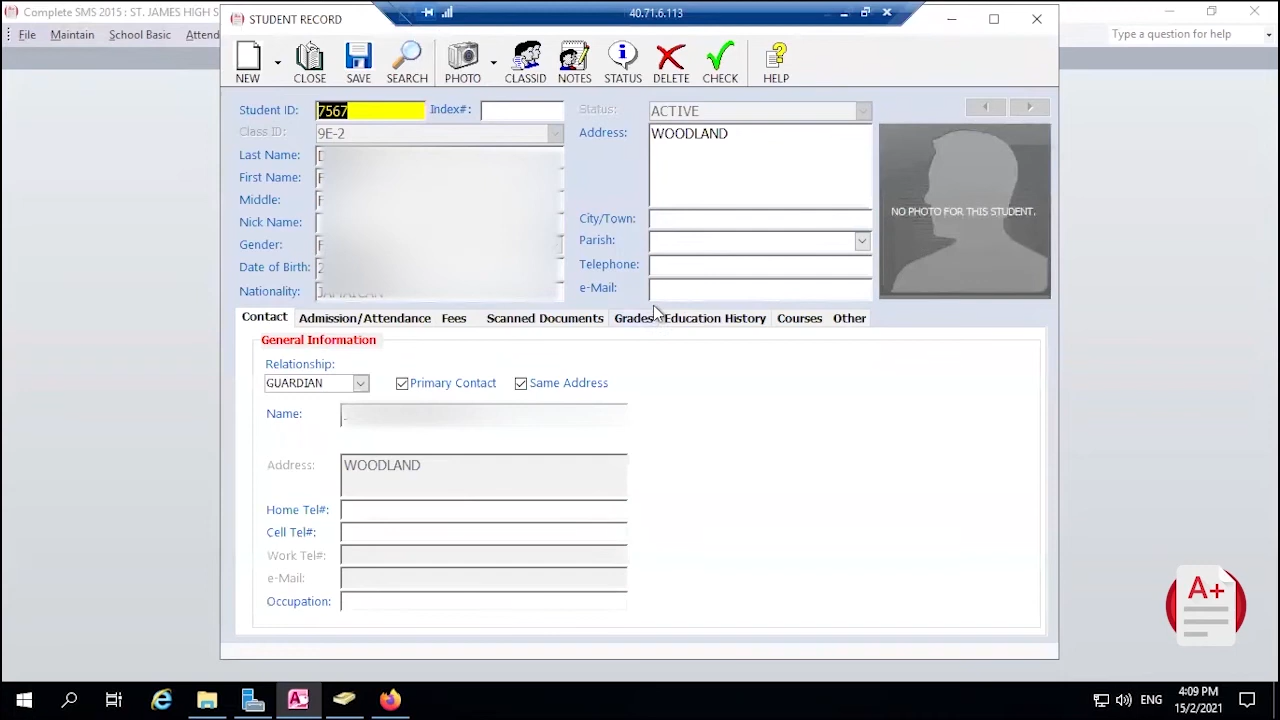 Complete SMS 2015 : ST. JAMES HIGH S
STUDENT RECORD
40.71.6.113
File Maintain School Basic Attend
Type a question for help
NEW CLOSE SAVE SEARCH PHOTO CLASSID NOTES STATUS DELETE CHECK HELP
Student ID: 7567 Index#:
Status: ACTIVE
Class ID: 9E-2
Address: WOODLAND
Last Name:
First Name:
Middle:
Nick Name:
Gender:
Date of Birth:
Nationality: JAMAICAN
City/Town:
Parish:
Telephone:
e-Mail:
NO PHOTO FOR THIS STUDENT.
Contact Admission/Attendance Fees Scanned Documents Grades Education History Courses Other
General Information
Relationship:
GUARDIAN Primary Contact Same Address
Name:
Address: WOODLAND
Home Tel#:
Cell Tel#:
Work Tel#:
e-Mail:
Occupation:
A+
ENG
4:09 PM
15/2/2021